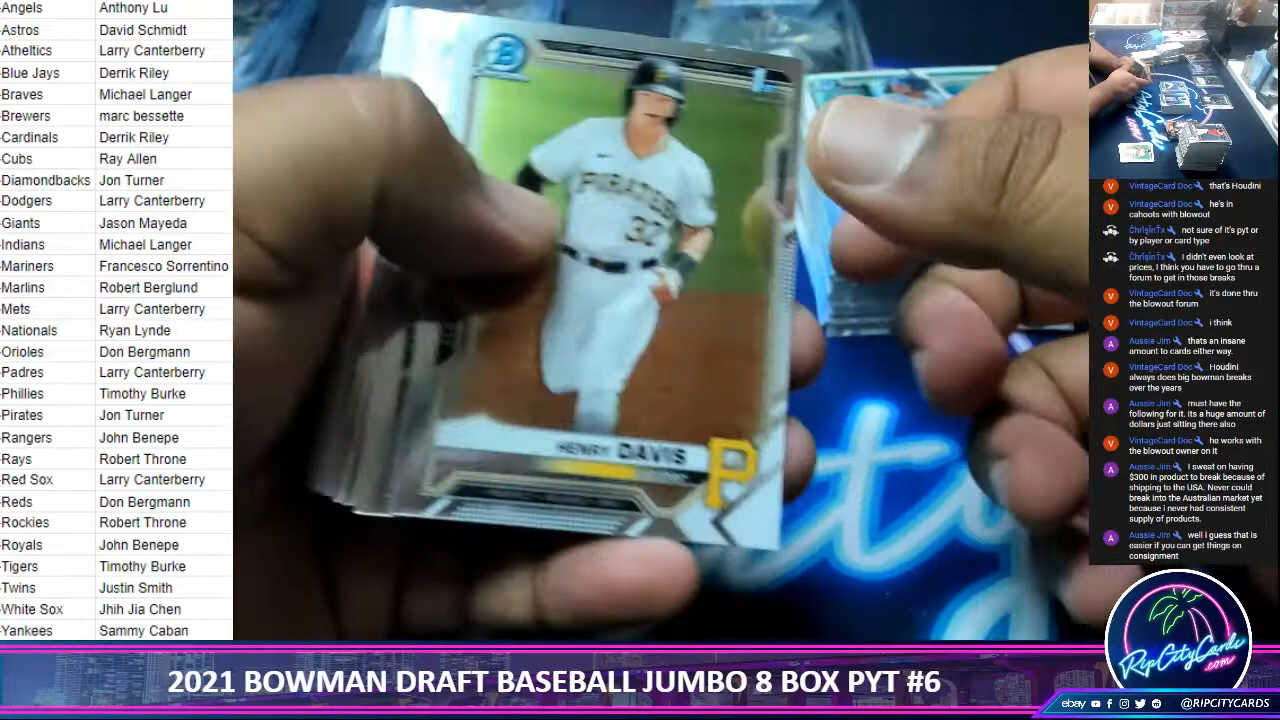 -Angels Anthony Lu
-Astros David Schmidt
-Atheltics Larry Canterberry
-Blue Jays Derrik Riley
-Braves Michael Langer
-Brewers marc bessette
-Cardinals Derrik Riley
-Cubs Ray Allen
-Diamondbacks Jon Turner
-Dodgers Larry Canterberry
-Giants Jason Mayeda
-Indians Michael Langer
-Mariners Francesco Sorrentino
-Marlins Robert Berglund
-Mets Larry Canterberry
-Nationals Ryan Lynde
-Orioles Don Bergmann
-Padres Larry Canterberry
-Phillies Timothy Burke
-Pirates Jon Turner
-Rangers John Benepe
-Rays Robert Throne
-Red Sox Larry Canterberry
-Reds Don Bergmann
-Rockies Robert Throne
-Royals John Benepe
-Tigers Timothy Burke
-Twins Justin Smith
-White Sox Jhih Jia Chen
-Yankees Sammy Caban
B
PIRATES
32
HENRY DAVIS
P
City
V VintageCard Doc that's Houdini
V VintageCard Doc he's in
cahoots with blowout
ChrisinTx not sure of it's pyt or
by player or card type
ChrisinTx I didn't even look at
prices, I think you have to go thru a
forum to get in those breaks
V VintageCard Doc it's done thru
the blowout forum
V VintageCard Doc i think
A Aussie Jim thats an insane
amount to cards either way.
V VintageCard Doc Houdini
always does big bowman breaks
over the years
A Aussie Jim must have the
following for it. its a huge amount of
dollars just sitting there also
V VintageCard Doc he works with
the blowout owner on it
A Aussie Jim I sweat on having
$300 in product to break because of
shipping to the USA. Never could
break into the Australian market yet
because i never had consistent
supply of products.
A Aussie Jim well I guess that is
easier if you can get things on
consignment
RipCityCards
.com
2021 BOWMAN DRAFT BASEBALL JUMBO 8 BOX PYT #6
ebay @RIPCITYCARDS